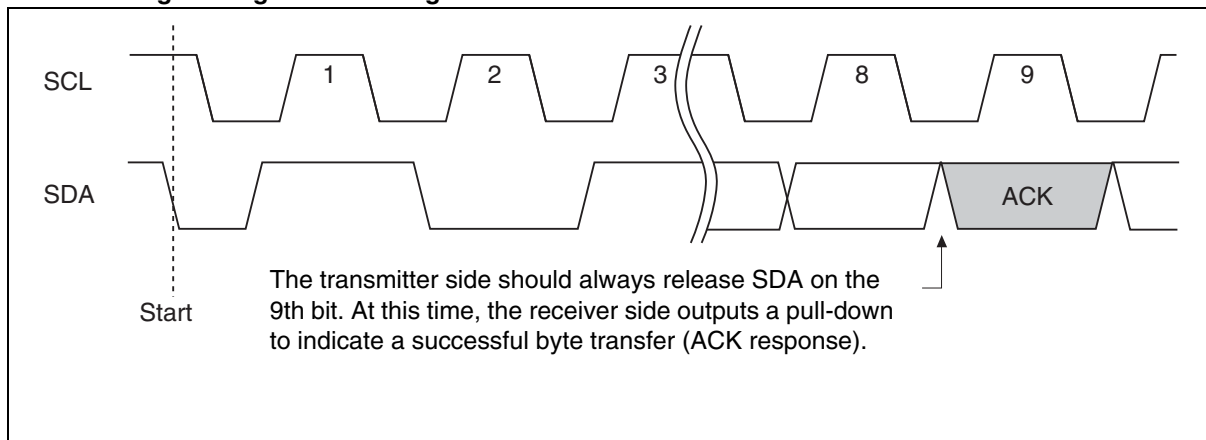 SCL
1
2
3
8
9
SDA
ACK
Start
The transmitter side should always release SDA on the
9th bit. At this time, the receiver side outputs a pull-down
to indicate a successful byte transfer (ACK response).